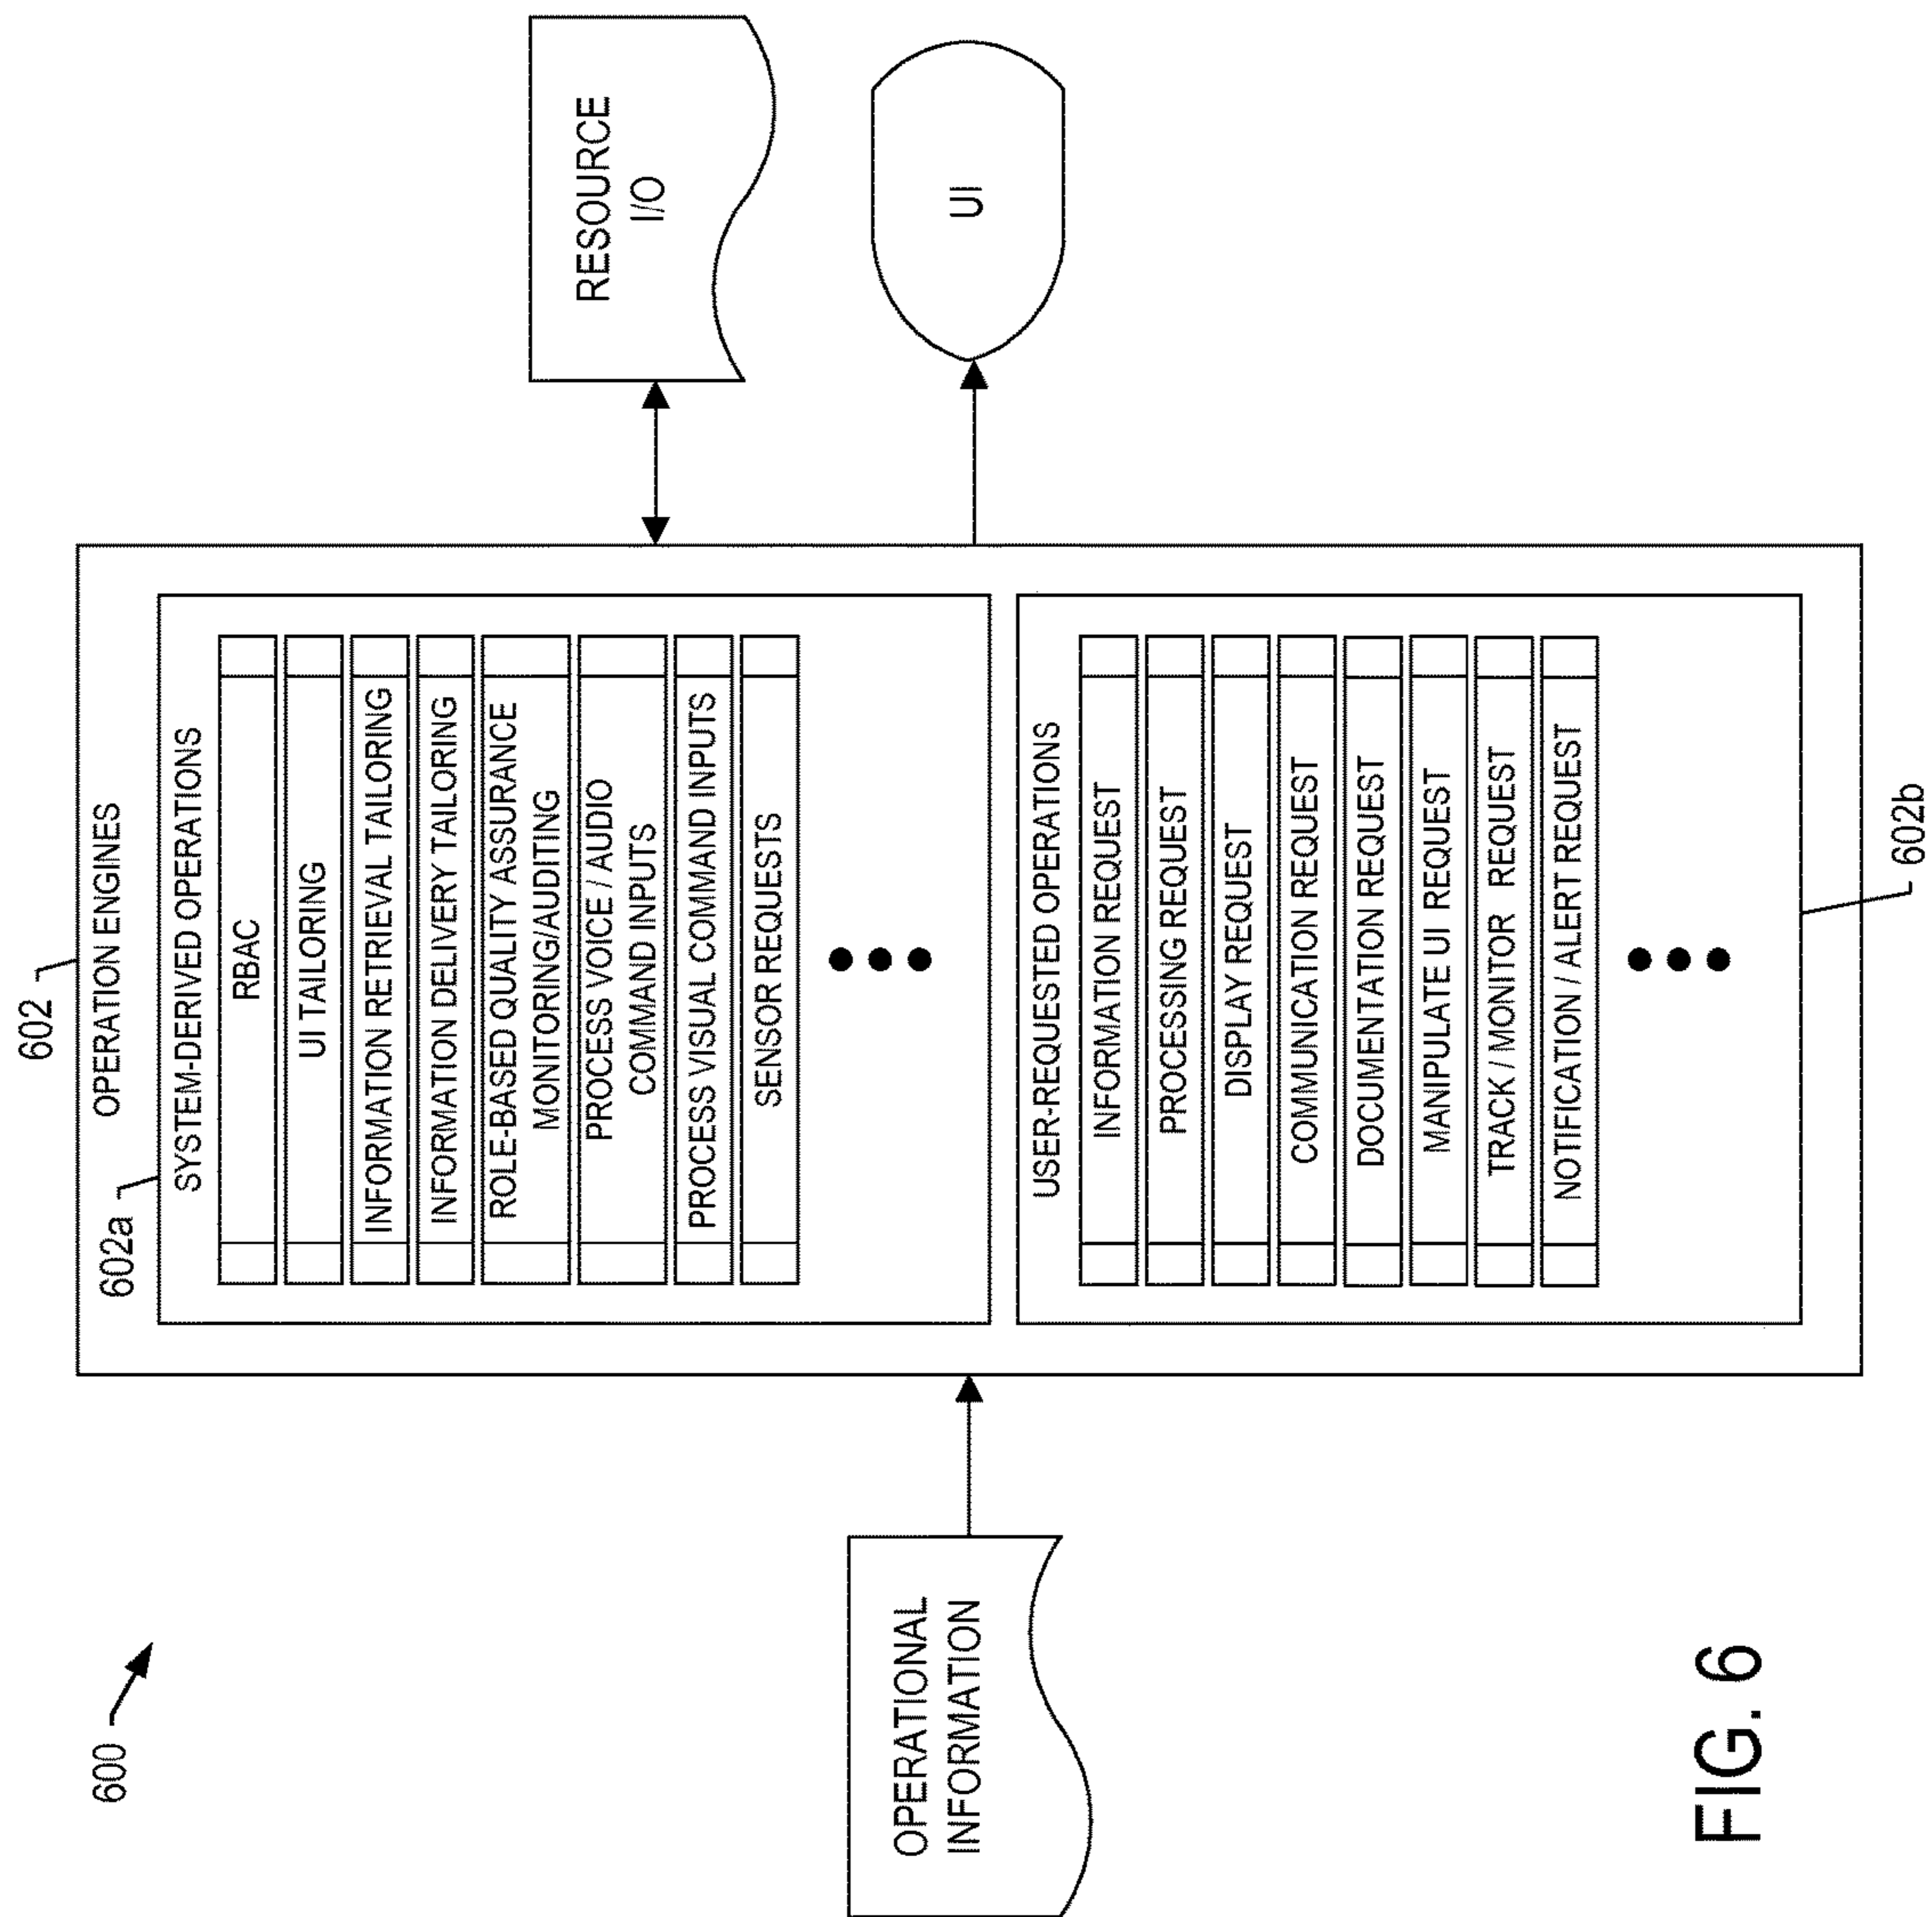 600
602
OPERATION ENGINES
602a
SYSTEM-DERIVED OPERATIONS
RBAC
UI TAILORING
INFORMATION RETRIEVAL TAILORING
INFORMATION DELIVERY TAILORING
ROLE-BASED QUALITY ASSURANCE
MONITORING/AUDITING
PROCESS VOICE / AUDIO
COMMAND INPUTS
PROCESS VISUAL COMMAND INPUTS
SENSOR REQUESTS
USER-REQUESTED OPERATIONS
INFORMATION REQUEST
PROCESSING REQUEST
DISPLAY REQUEST
COMMUNICATION REQUEST
DOCUMENTATION REQUEST
MANIPULATE UI REQUEST
TRACK / MONITOR REQUEST
NOTIFICATION / ALERT REQUEST
602b
OPERATIONAL
INFORMATION
RESOURCE
I/O
UI
FIG. 6